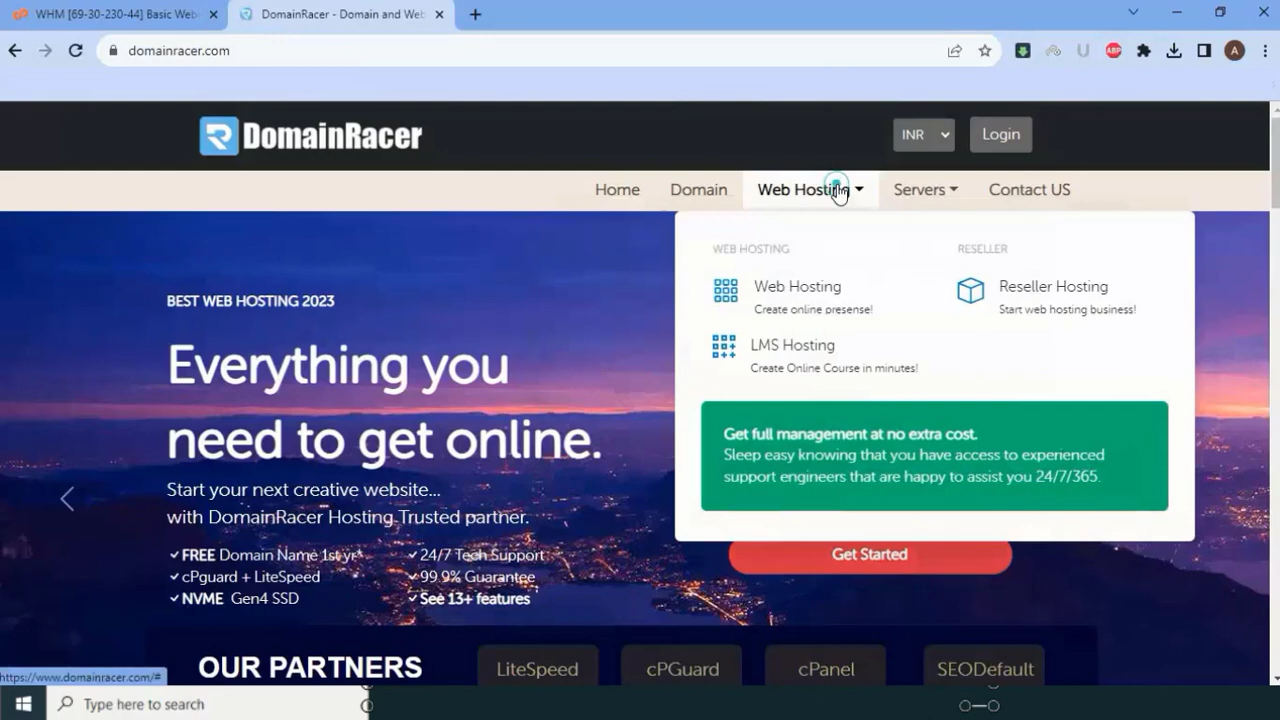 WHM [69-30-230-44] Basic Web
DomainRacer - Domain and Web
domainracer.com
ABP
A
DomainRacer
INR
Login
Home
Domain
Web Hosting
Servers
Contact US
WEB HOSTING
RESELLER
Web Hosting
Create online presense!
Reseller Hosting
Start web hosting business!
LMS Hosting
Create Online Course in minutes!
Get full management at no extra cost.
Sleep easy knowing that you have access to experienced
support engineers that are happy to assist you 24/7/365.
BEST WEB HOSTING 2023
Everything you
need to get online.
Start your next creative website...
with DomainRacer Hosting Trusted partner.
✓ FREE Domain Name 1st yr*
✓ 24/7 Tech Support
✓ cPguard + LiteSpeed
✓ 99.9% Guarantee
✓ NVME Gen4 SSD
✓ See 13+ features
Get Started
OUR PARTNERS
LiteSpeed
cPGuard
cPanel
SEODefault
https://www.domainracer.com/#
Type here to search